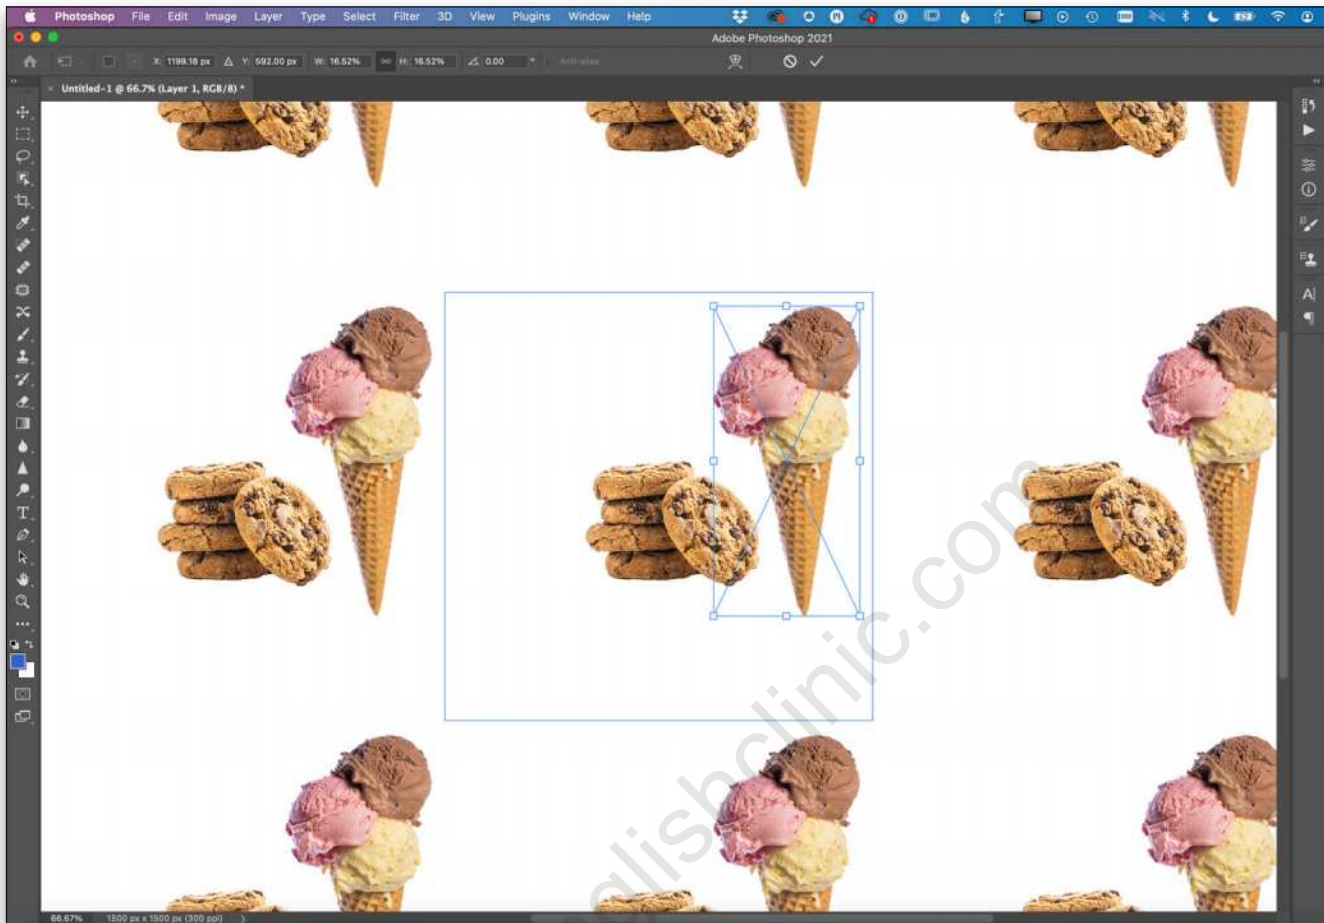 Photoshop File Edit Image Layer Type Select Filter 3D View Plugins Window Help
Adobe Photoshop 2021
X: 1199.18 px Y: 592.00 px W: 16.52% H: 16.52% 0.00 Anti-alias
Untitled-1 @ 66.7% (Layer 1, RGB/8) *
66.67% 1500 px x 1500 px (300 ppi)